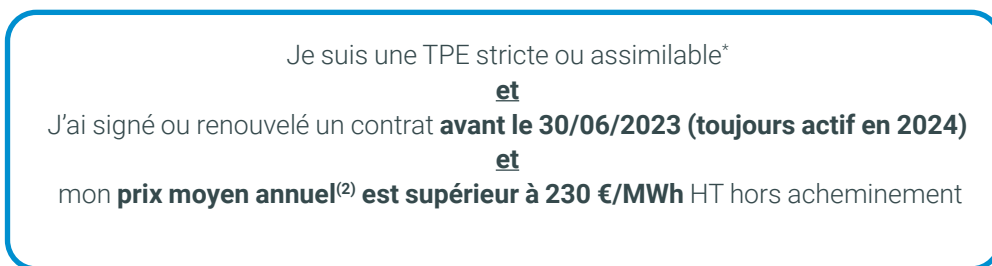 Je suis une TPE stricte ou assimilable*
et
J'ai signé ou renouvelé un contrat avant le 30/06/2023 (toujours actif en 2024)
et
mon prix moyen annuel(2) est supérieur à 230 €/MWh HT hors acheminement